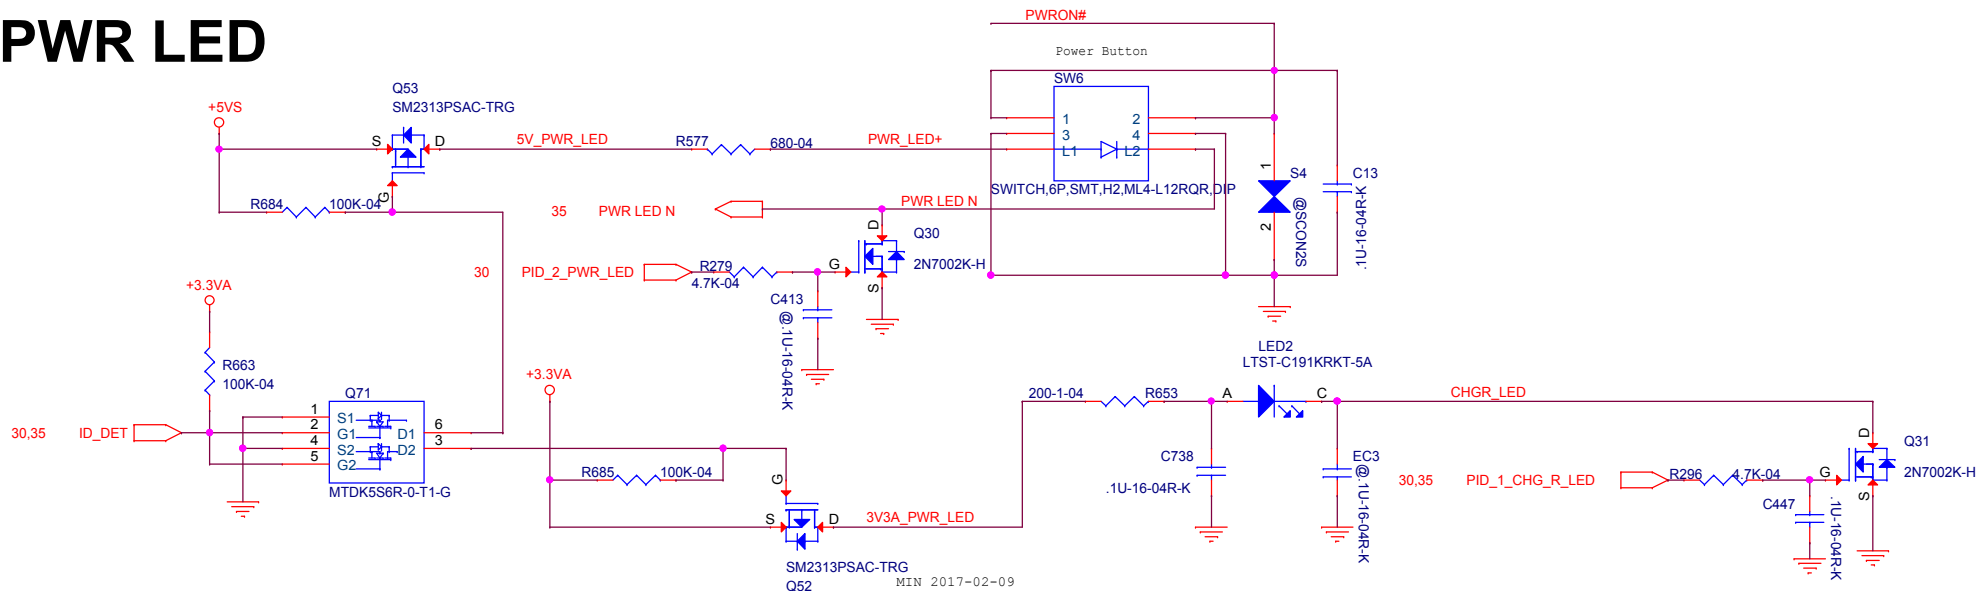 PWR LED
PWRON#
Power Button
SW6
1
3
L1
2
4
L2
SWITCH,6P,SMT,H2,ML4-L12RQR,DIP
Q53
SM2313PSAC-TRG
+5VS
S
D
G
5V_PWR_LED
R577
680-04
PWR_LED+
R684
100K-04
1
2
S4
@SCON2S
C13
.1U-16-04R-K
35
PWR LED N
PWR LED N
D
G
S
Q30
2N7002K-H
30
PID_2_PWR_LED
R279
4.7K-04
C413
@.1U-16-04R-K
+3.3VA
R663
100K-04
Q71
1
2
4
5
S1
G1
S2
G2
D1
D2
6
3
MTDK5S6R-0-T1-G
30,35
ID_DET
+3.3VA
R685
100K-04
G
S
D
3V3A_PWR_LED
SM2313PSAC-TRG
Q52
MIN 2017-02-09
LED2
LTST-C191KRKT-5A
200-1-04
R653
A
C
CHGR_LED
C738
.1U-16-04R-K
EC3
@.1U-16-04R-K
30,35
PID_1_CHG_R_LED
R296
4.7K-04
C447
.1U-16-04R-K
G
D
S
Q31
2N7002K-H